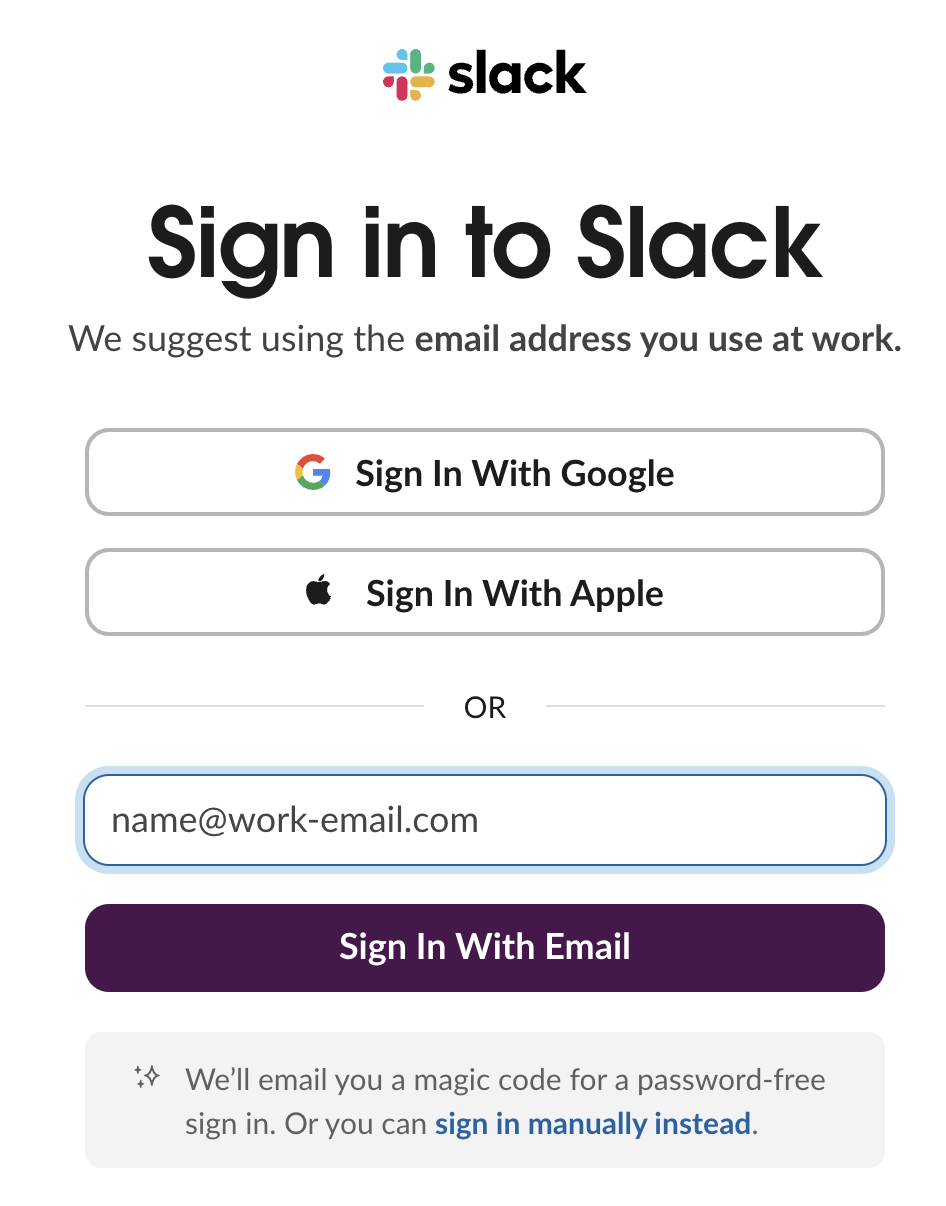 slack
Sign in to Slack
We suggest using the email address you use at work.
Sign In With Google
Sign In With Apple
OR
name@work-email.com
Sign In With Email
We’ll email you a magic code for a password-free
sign in. Or you can sign in manually instead.